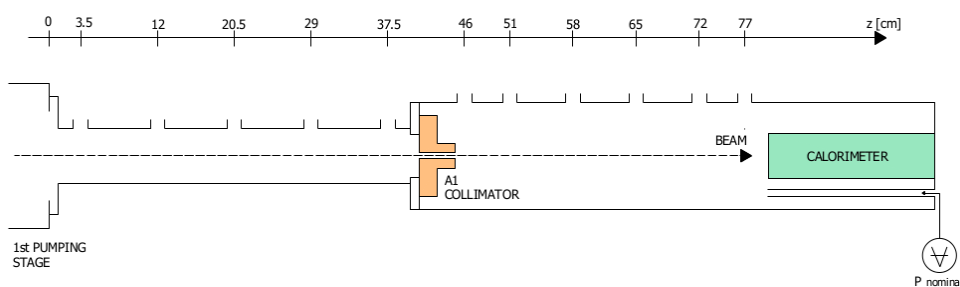 0 3.5 12 20.5 29 37.5 46 51 58 65 72 77 z [cm]
BEAM
CALORIMETER
A1
COLLIMATOR
1st PUMPING
STAGE
P nomina